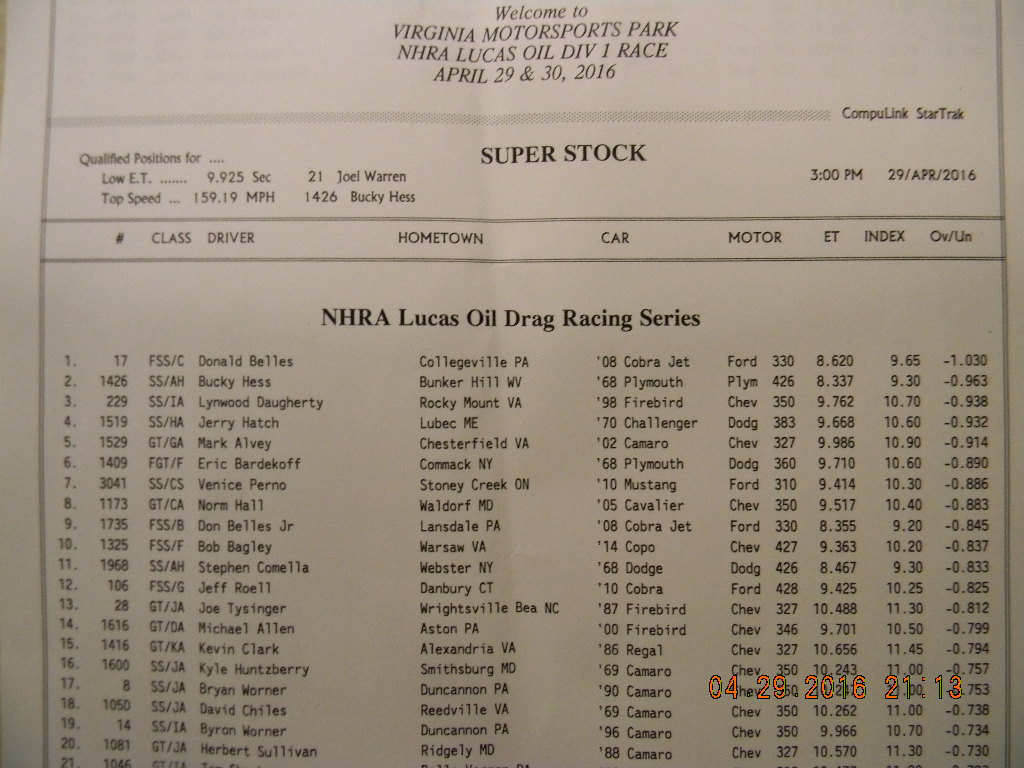 Welcome to
VIRGINIA MOTORSPORTS PARK
NHRA LUCAS OIL DIV 1 RACE
APRIL 29 & 30, 2016
CompuLink StarTrak
Qualified Positions for ....
SUPER STOCK
Low E.T. ....... 9.925 Sec 21 Joel Warren
3:00 PM 29/APR/2016
Top Speed ... 159.19 MPH 1426 Bucky Hess
# CLASS DRIVER HOMETOWN CAR MOTOR ET INDEX Ov/Un
NHRA Lucas Oil Drag Racing Series
1. 17 FSS/C Donald Belles Collegeville PA '08 Cobra Jet Ford 330 8.620 9.65 -1.030
2. 1426 SS/AH Bucky Hess Bunker Hill WV '68 Plymouth Plym 426 8.337 9.30 -0.963
3. 229 SS/IA Lynwood Daugherty Rocky Mount VA '98 Firebird Chev 350 9.762 10.70 -0.938
4. 1519 SS/HA Jerry Hatch Lubec ME '70 Challenger Dodg 383 9.668 10.60 -0.932
5. 1529 GT/GA Mark Alvey Chesterfield VA '02 Camaro Chev 327 9.986 10.90 -0.914
6. 1409 FGT/F Eric Bardekoff Commack NY '68 Plymouth Dodg 360 9.710 10.60 -0.890
7. 3041 SS/CS Venice Perno Stoney Creek ON '10 Mustang Ford 310 9.414 10.30 -0.886
8. 1173 GT/CA Norm Hall Waldorf MD '05 Cavalier Chev 350 9.517 10.40 -0.883
9. 1735 FSS/B Don Belles Jr Lansdale PA '08 Cobra Jet Ford 330 8.355 9.20 -0.845
10. 1325 FSS/F Bob Bagley Warsaw VA '14 Copo Chev 427 9.363 10.20 -0.837
11. 1968 SS/AH Stephen Comella Webster NY '68 Dodge Dodg 426 8.467 9.30 -0.833
12. 106 FSS/G Jeff Roell Danbury CT '10 Cobra Ford 428 9.425 10.25 -0.825
13. 28 GT/JA Joe Tysinger Wrightsville Bea NC '87 Firebird Chev 327 10.488 11.30 -0.812
14. 1616 GT/DA Michael Allen Aston PA '00 Firebird Chev 346 9.701 10.50 -0.799
15. 1416 GT/KA Kevin Clark Alexandria VA '86 Regal Chev 327 10.656 11.45 -0.794
16. 1600 SS/JA Kyle Huntzberry Smithsburg MD '69 Camaro Chev 350 10.243 11.00 -0.757
17. 8 SS/JA Bryan Worner Duncannon PA '90 Camaro
04 29 2016 21:13
18. 1050 SS/JA David Chiles Reedville VA '69 Camaro Chev 350 10.262 11.00 -0.738
19. 14 SS/IA Byron Worner Duncannon PA '96 Camaro Chev 350 9.966 10.70 -0.734
20. 1081 GT/JA Herbert Sullivan Ridgely MD '88 Camaro Chev 327 10.570 11.30 -0.730
21. 1046